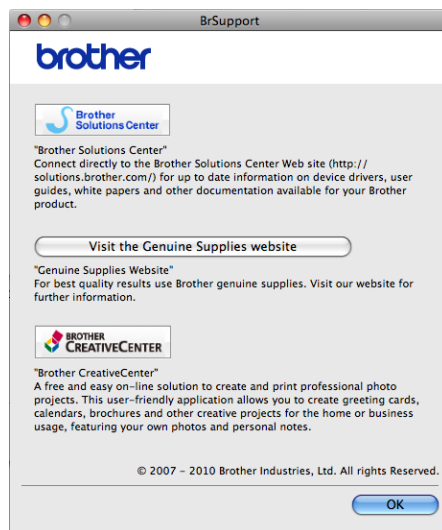 BrSupport
brother
Brother
Solutions Center
"Brother Solutions Center"
Connect directly to the Brother Solutions Center Web site (http://
solutions.brother.com/) for up to date information on device drivers, user
guides, white papers and other documentation available for your Brother
product.
Visit the Genuine Supplies website
"Genuine Supplies Website"
For best quality results use Brother genuine supplies. Visit our website for
further information.
BROTHER
CREATIVECENTER
"Brother CreativeCenter"
A free and easy on-line solution to create and print professional photo
projects. This user-friendly application allows you to create greeting cards,
calendars, brochures and other creative projects for the home or business
usage, featuring your own photos and personal notes.
© 2007 - 2010 Brother Industries, Ltd. All rights Reserved.
OK